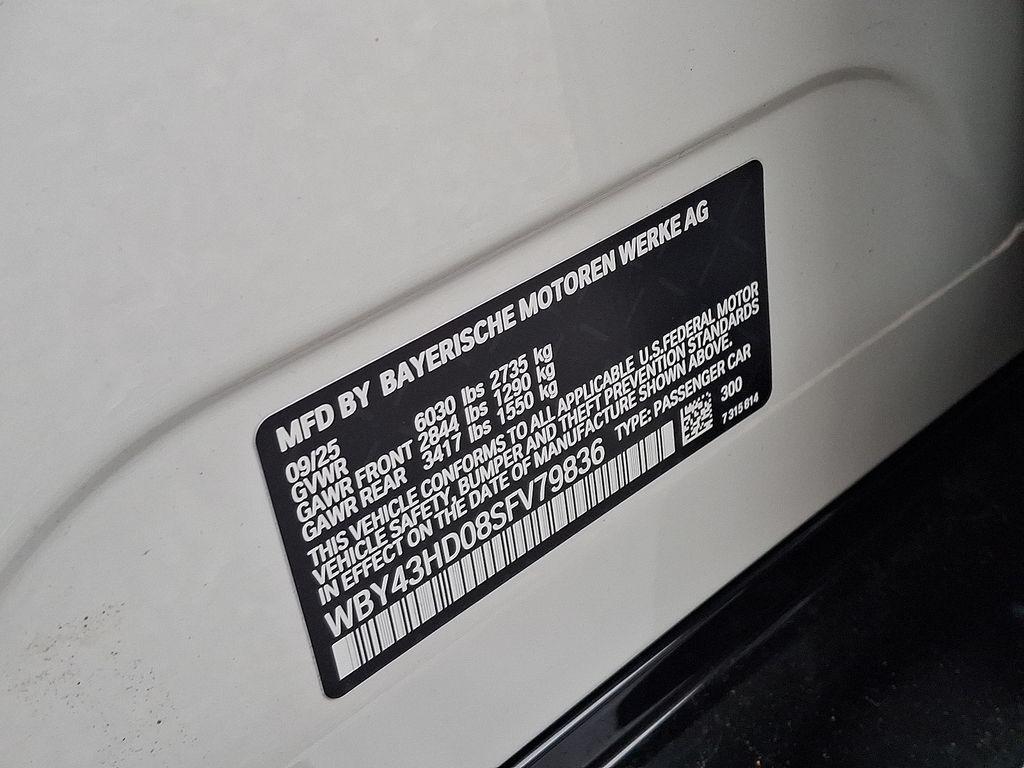 MFD BY BAYERISCHE MOTOREN WERKE AG
09/25
GVWR 6030 lbs 2735 kg
GAWR FRONT 2844 lbs 1290 kg
GAWR REAR 3417 lbs 1550 kg
THIS VEHICLE CONFORMS TO ALL APPLICABLE U.S.FEDERAL MOTOR
VEHICLE SAFETY, BUMPER AND THEFT PREVENTION STANDARDS
IN EFFECT ON THE DATE OF MANUFACTURE SHOWN ABOVE.
WBY43HD08SFV79836 TYPE: PASSENGER CAR
300
7 315 614